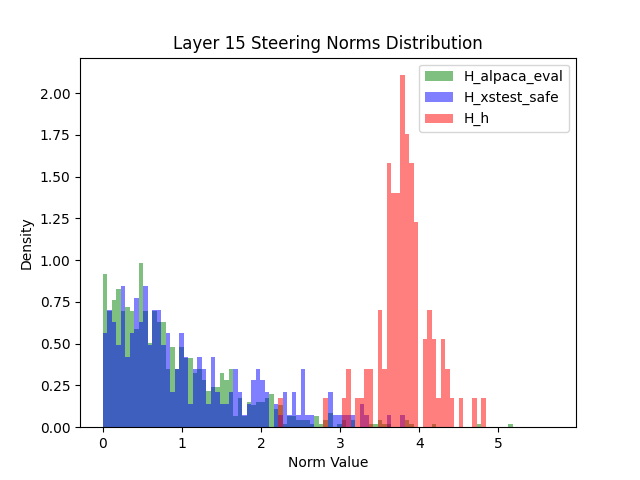 Layer 15 Steering Norms Distribution
H_alpaca_eval
H_xstest_safe
H_h
Density
2.00
1.75
1.50
1.25
1.00
0.75
0.50
0.25
0.00
0 1 2 3 4 5
Norm Value